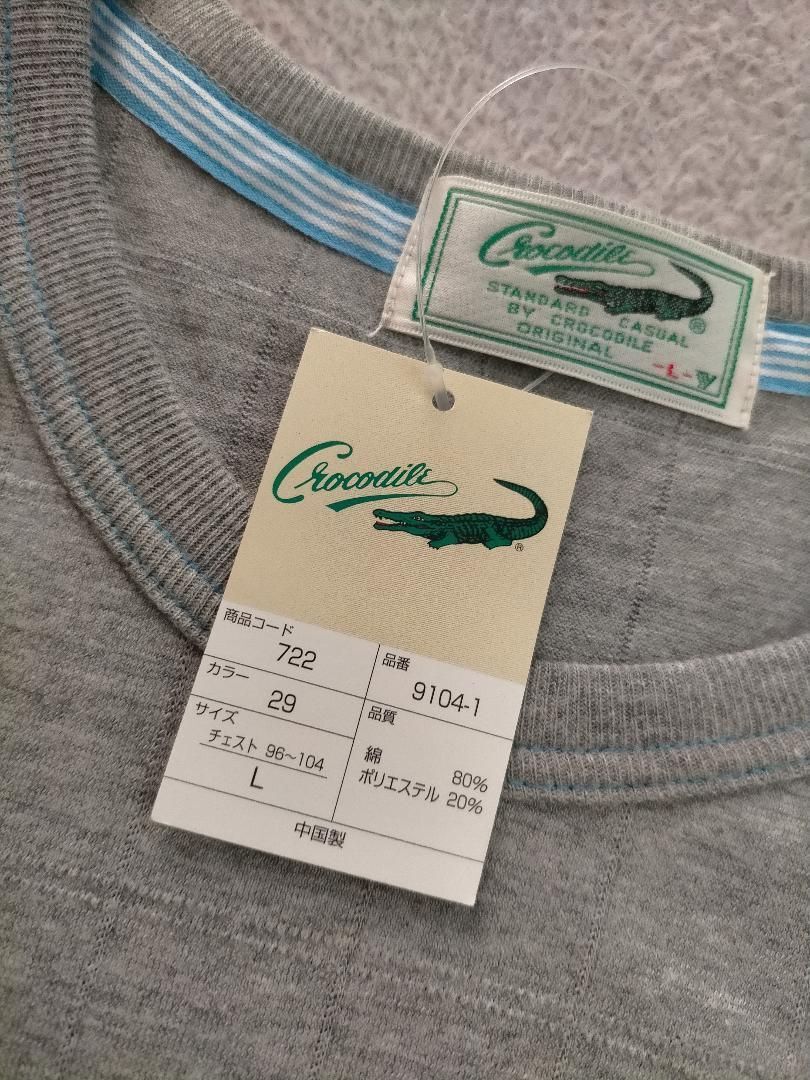 Crocodile
STANDARD CASUAL
BY CROCODILE
ORIGINAL
-L-
Crocodile
®
商品コード
722
品番
9104-1
カラー
29
品質
サイズ
チェスト 96〜104
L
綿 80%
ポリエステル 20%
中国製